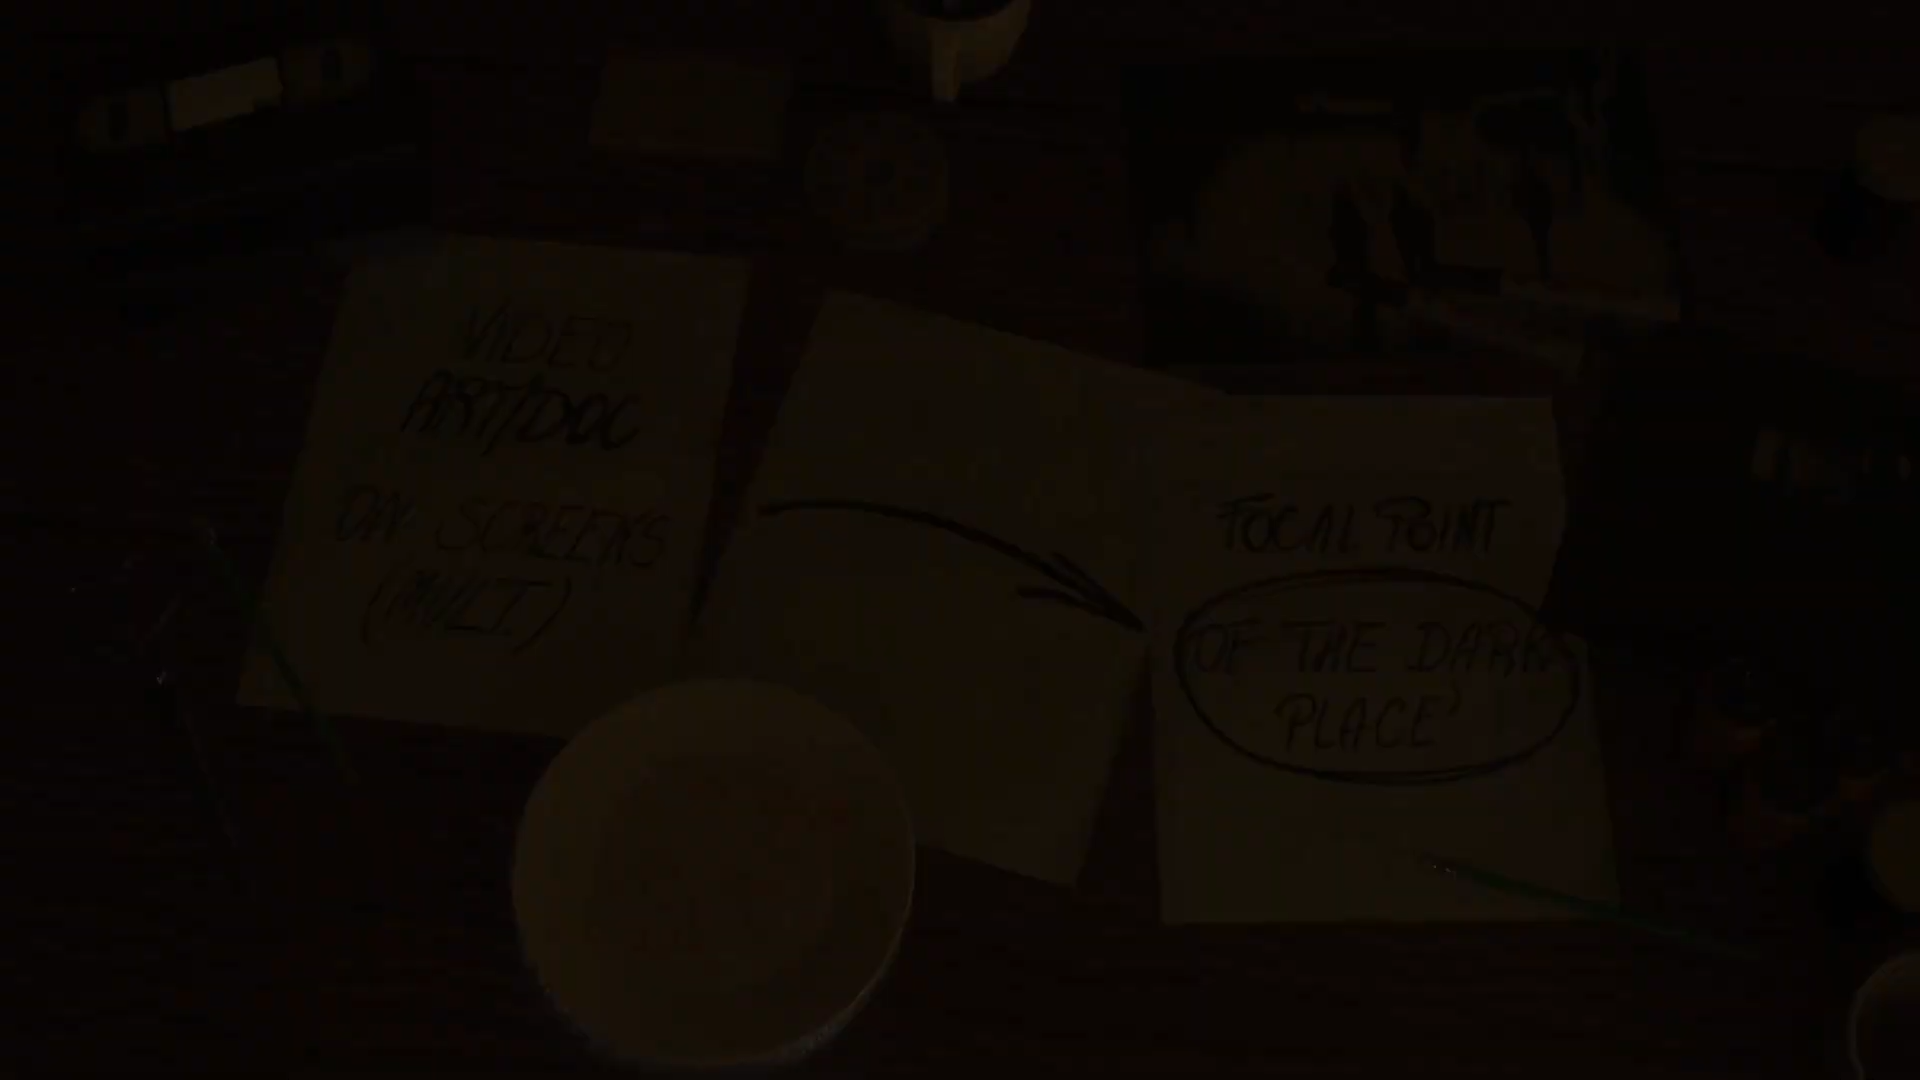 VIDEO
ART/DOC
ON SCREENS
(MULTI)
FOCAL POINT
OF THE DARK
PLACE'